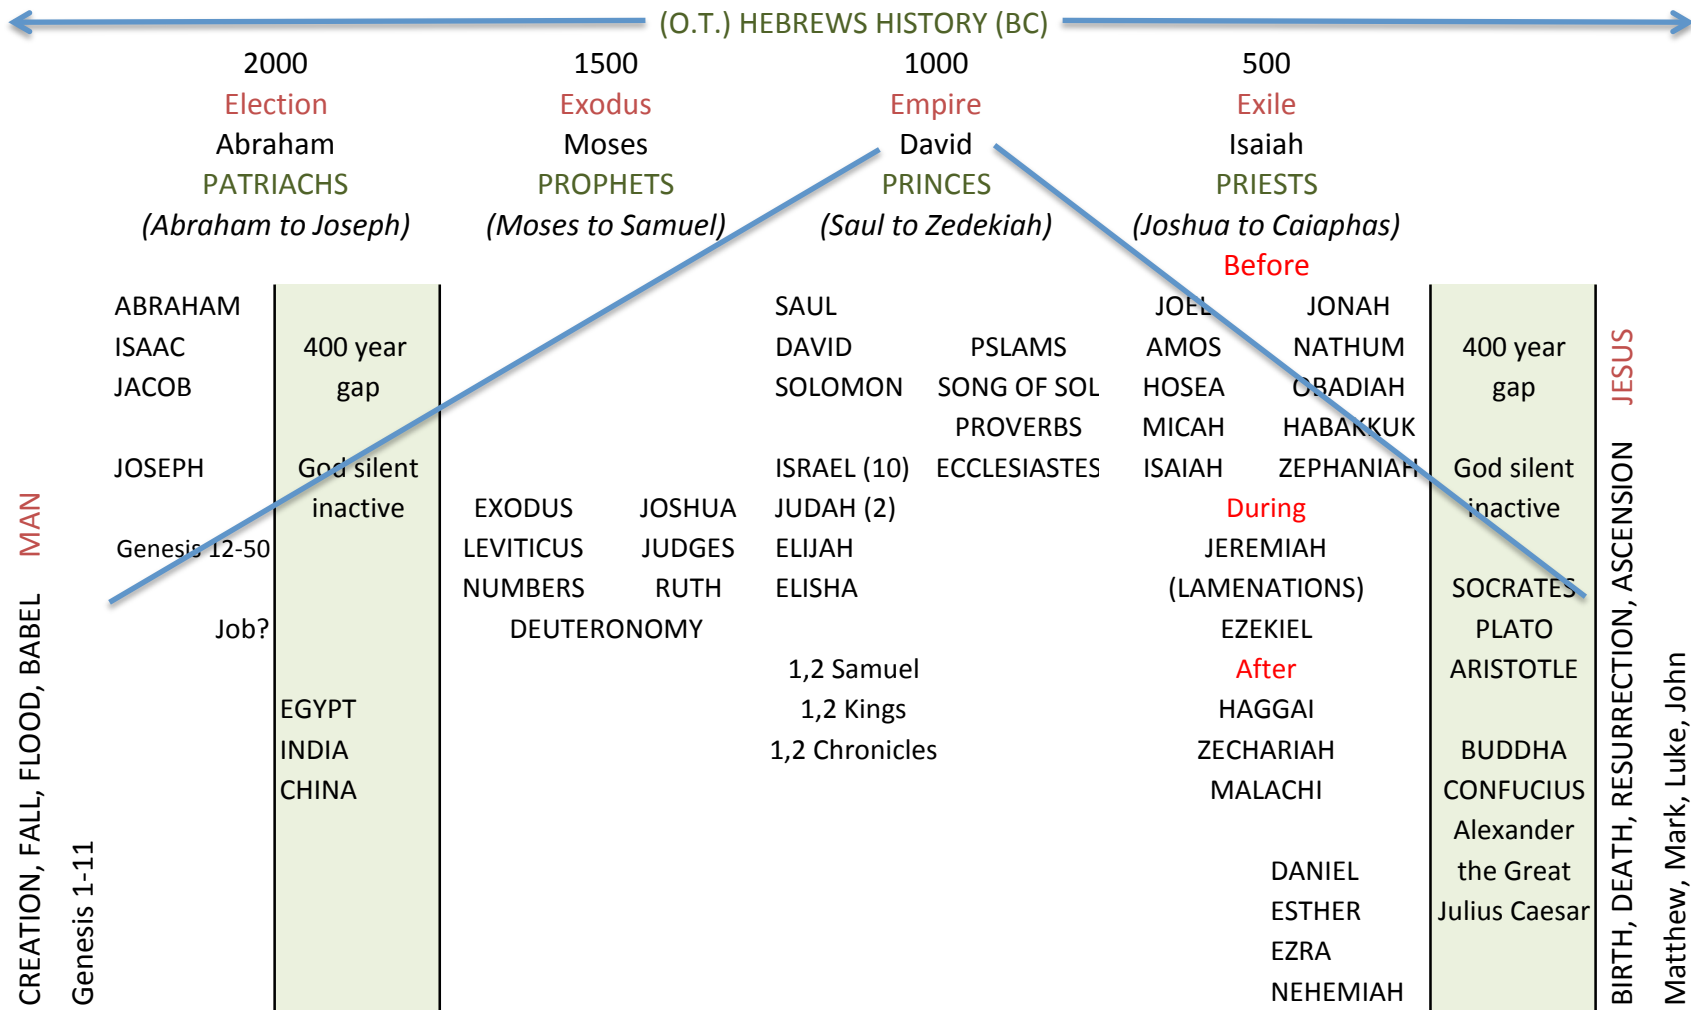 (O.T.) HEBREWS HISTORY (BC)
2000 1500 1000 500
Election Exodus Empire Exile
Abraham Moses David Isaiah
PATRIACHS PROPHETS PRINCES PRIESTS
(Abraham to Joseph) (Moses to Samuel) (Saul to Zedekiah) (Joshua to Caiaphas)
Before
ABRAHAM SAUL JOEL JONAH
ISAAC 400 year DAVID PSLAMS AMOS NATHUM 400 year
JACOB gap SOLOMON SONG OF SOL HOSEA OBADIAH gap
PROVERBS MICAH HABAKKUK
JOSEPH God silent ISRAEL (10) ECCLESIASTES ISAIAH ZEPHANIAH God silent
inactive EXODUS JOSHUA JUDAH (2) During inactive
Genesis 12-50 LEVITICUS JUDGES ELIJAH JEREMIAH
NUMBERS RUTH ELISHA (LAMENATIONS) SOCRATES
Job? DEUTERONOMY EZEKIEL PLATO
1,2 Samuel After ARISTOTLE
EGYPT 1,2 Kings HAGGAI
INDIA 1,2 Chronicles ZECHARIAH BUDDHA
CHINA MALACHI CONFUCIUS
Alexander
DANIEL the Great
ESTHER Julius Caesar
EZRA
NEHEMIAH
CREATION, FALL, FLOOD, BABEL MAN
Genesis 1-11
BIRTH, DEATH, RESURRECTION, ASCENSION JESUS
Matthew, Mark, Luke, John